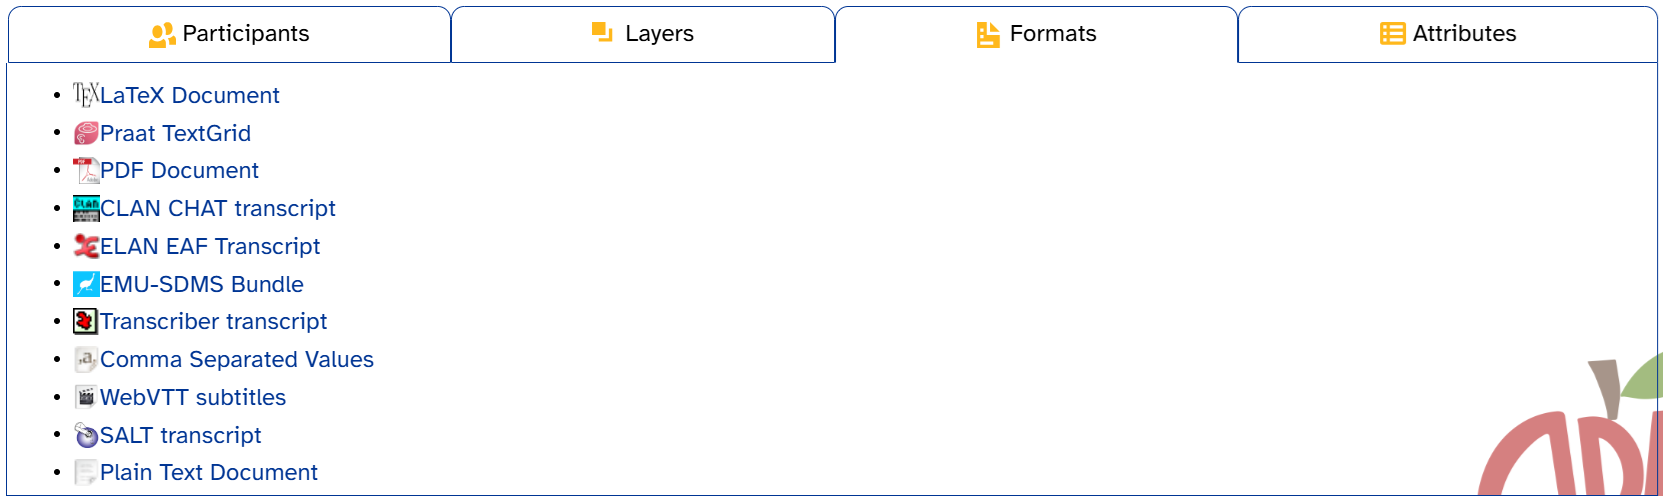 Participants Layers Formats Attributes
LaTeX Document
Praat TextGrid
PDF Document
CLAN CHAT transcript
ELAN EAF Transcript
EMU-SDMS Bundle
Transcriber transcript
Comma Separated Values
WebVTT subtitles
SALT transcript
Plain Text Document